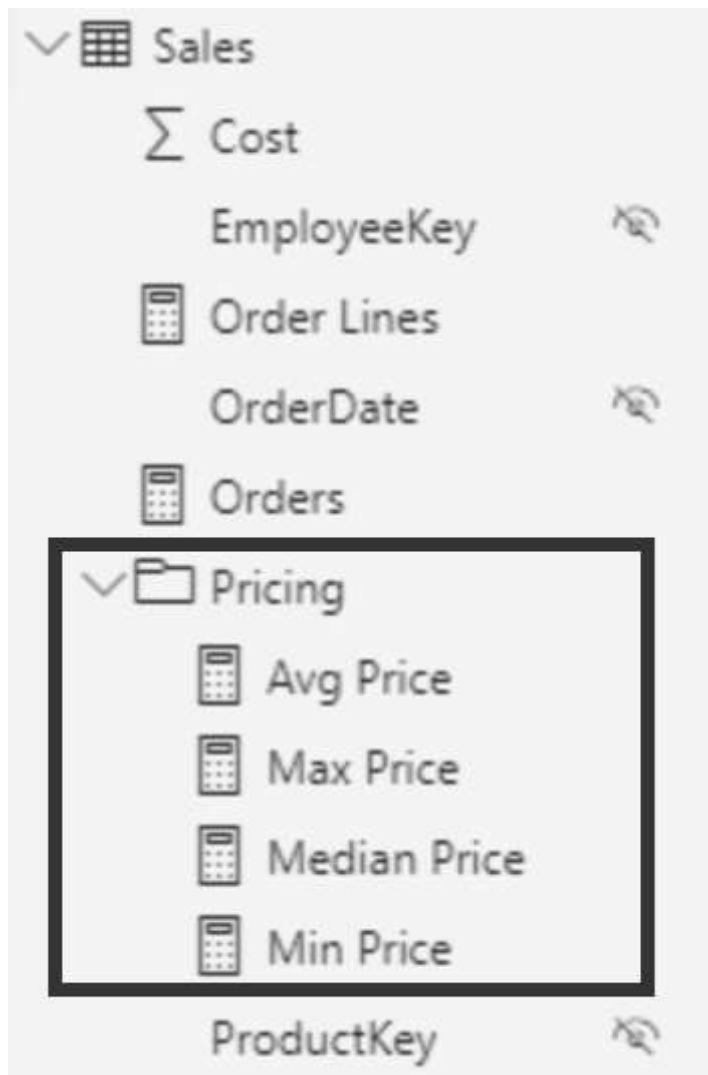 Sales
Cost
EmployeeKey
Order Lines
OrderDate
Orders
Pricing
Avg Price
Max Price
Median Price
Min Price
ProductKey